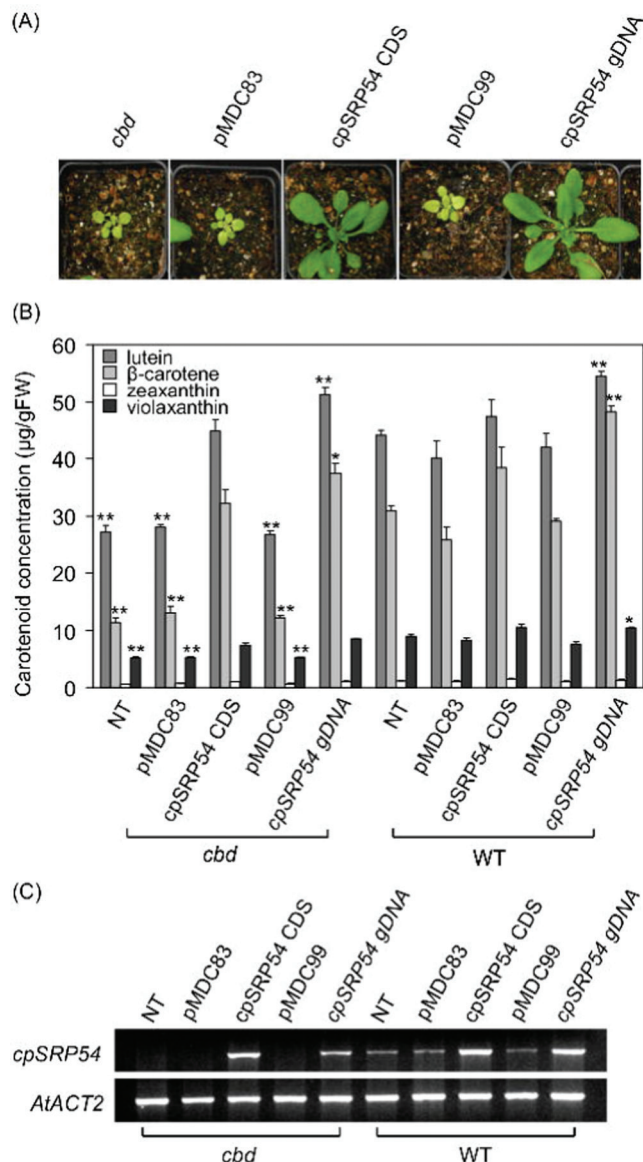 (A)
cbd
pMDC83
cpSRP54 CDS
pMDC99
cpSRP54 gDNA
(B)
Carotenoid concentration (µg/gFW)
60
50
40
30
20
10
0
lutein
β-carotene
zeaxanthin
violaxanthin
**
**
**
**
**
**
**
**
**
**
*
**
**
*
NT
pMDC83
cpSRP54 CDS
pMDC99
cpSRP54 gDNA
NT
pMDC83
cpSRP54 CDS
pMDC99
cpSRP54 gDNA
cbd
WT
(C)
NT
pMDC83
cpSRP54 CDS
pMDC99
cpSRP54 gDNA
NT
pMDC83
cpSRP54 CDS
pMDC99
cpSRP54 gDNA
cpSRP54
AtACT2
cbd
WT